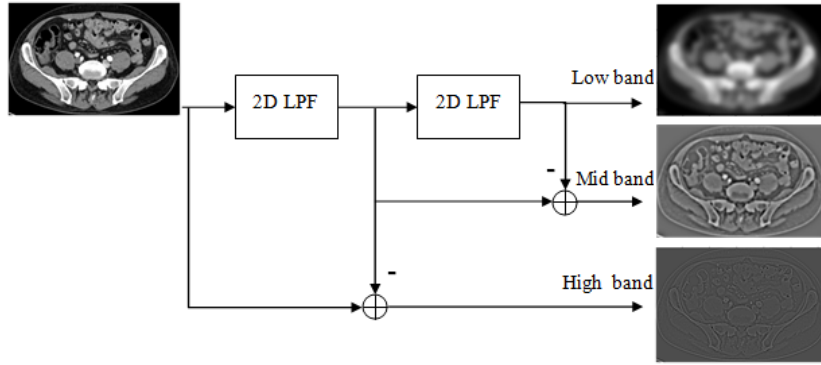 Low band
2D LPF
2D LPF
-
Mid band
-
High band